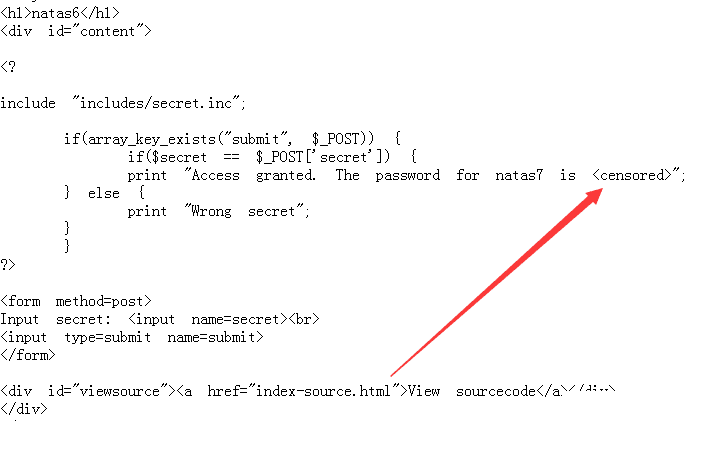 <h1>natas6</h1>
<div id="content">
<?
include "includes/secret.inc";
if(array_key_exists("submit", $_POST)) {
if($secret == $_POST['secret']) {
print "Access granted. The password for natas7 is <censored>";
} else {
print "Wrong secret";
}
}
?>
<form method=post>
Input secret: <input name=secret><br>
<input type=submit name=submit>
</form>
<div id="viewsource"><a href="index-source.html">View sourcecode</a></div>
</div>